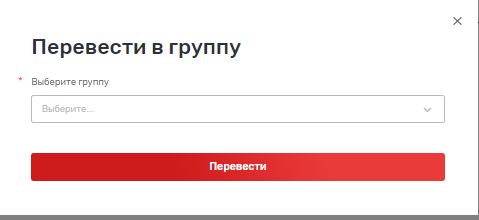 Перевести в группу
* Выберите группу
Выберите...
Перевести